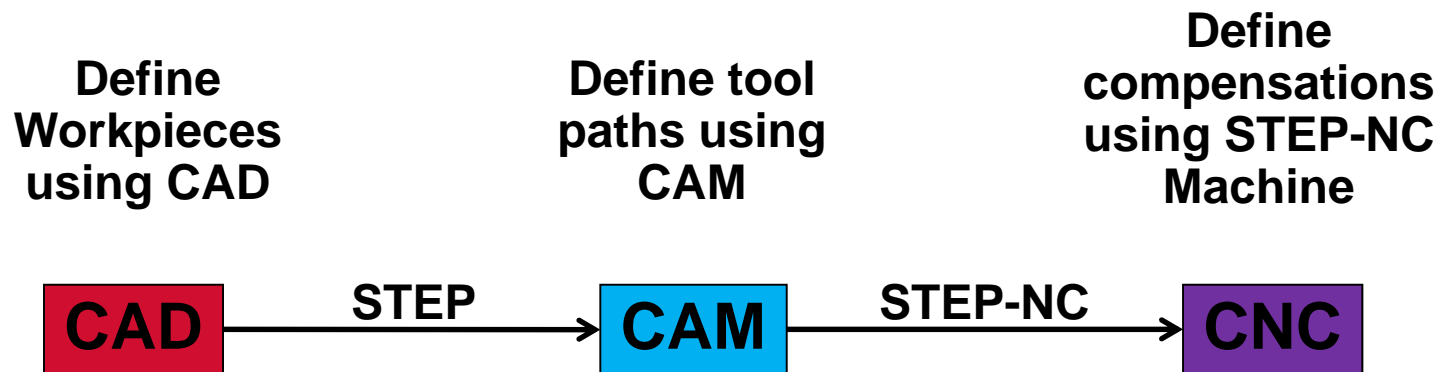 Define
Workpieces
using CAD
Define tool
paths using
CAM
Define
compensations
using STEP-NC
Machine
CAD
STEP
CAM
STEP-NC
CNC